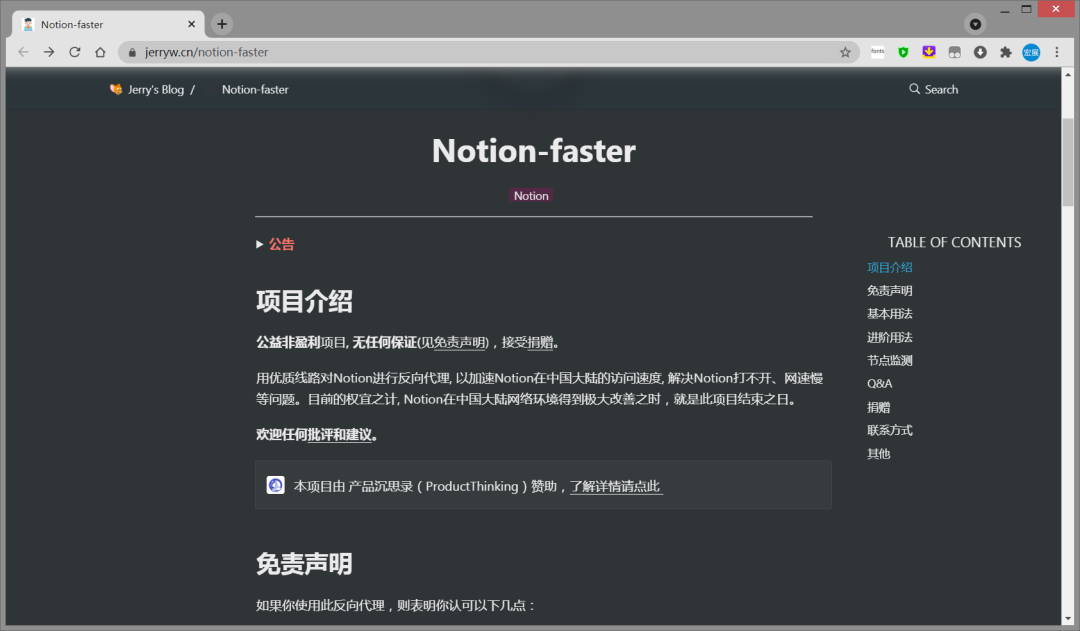 Notion-faster
jerryw.cn/notion-faster
fonts
宏展
Jerry's Blog / Notion-faster
Search
Notion-faster
Notion
公告
TABLE OF CONTENTS
项目介绍
免责声明
基本用法
进阶用法
节点监测
Q&A
捐赠
联系方式
其他
项目介绍
公益非盈利项目, 无任何保证(见免责声明)，接受捐赠。
用优质线路对Notion进行反向代理, 以加速Notion在中国大陆的访问速度, 解决Notion打不开、网速慢
等问题。目前的权宜之计, Notion在中国大陆网络环境得到极大改善之时，就是此项目结束之日。
欢迎任何批评和建议。
本项目由 产品沉思录（ProductThinking）赞助，了解详情请点此
免责声明
如果你使用此反向代理，则表明你认可以下几点：